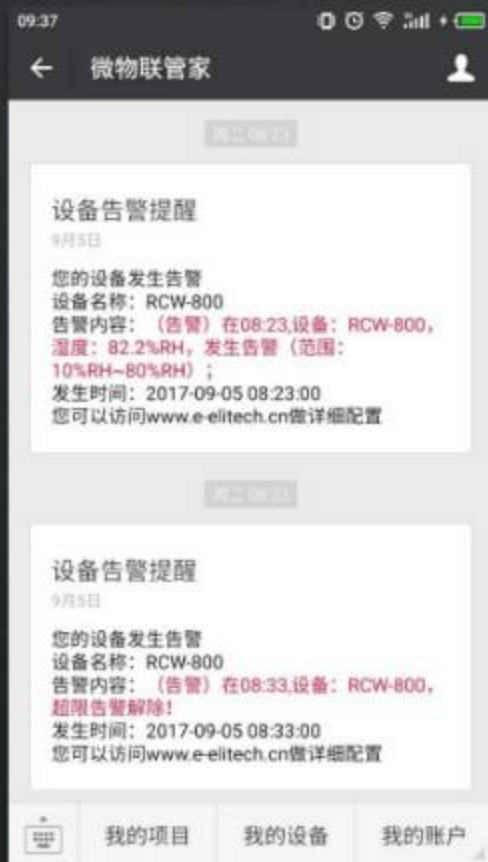 09:37
微物联管家
周二 08:23
设备告警提醒
9月5日
您的设备发生告警
设备名称：RCW-800
告警内容：（告警）在08:23,设备：RCW-800，
湿度：82.2%RH，发生告警（范围：
10%RH~80%RH）；
发生时间：2017-09-05 08:23:00
您可以访问www.e-elitech.cn做详细配置
周二 08:33
设备告警提醒
9月5日
您的设备发生告警
设备名称：RCW-800
告警内容：（告警）在08:33,设备：RCW-800，
超限告警解除！
发生时间：2017-09-05 08:33:00
您可以访问www.e-elitech.cn做详细配置
我的项目
我的设备
我的账户